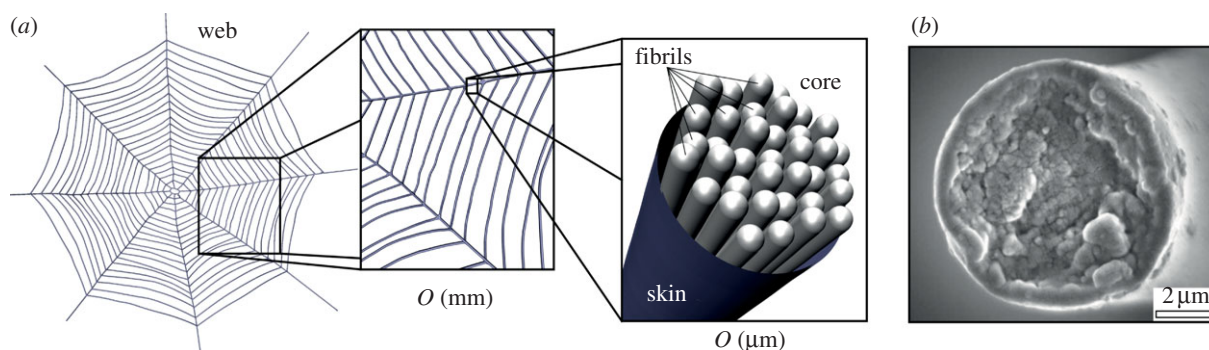 (a)
web
fibrils
core
skin
O (mm)
O (μm)
(b)
2 μm